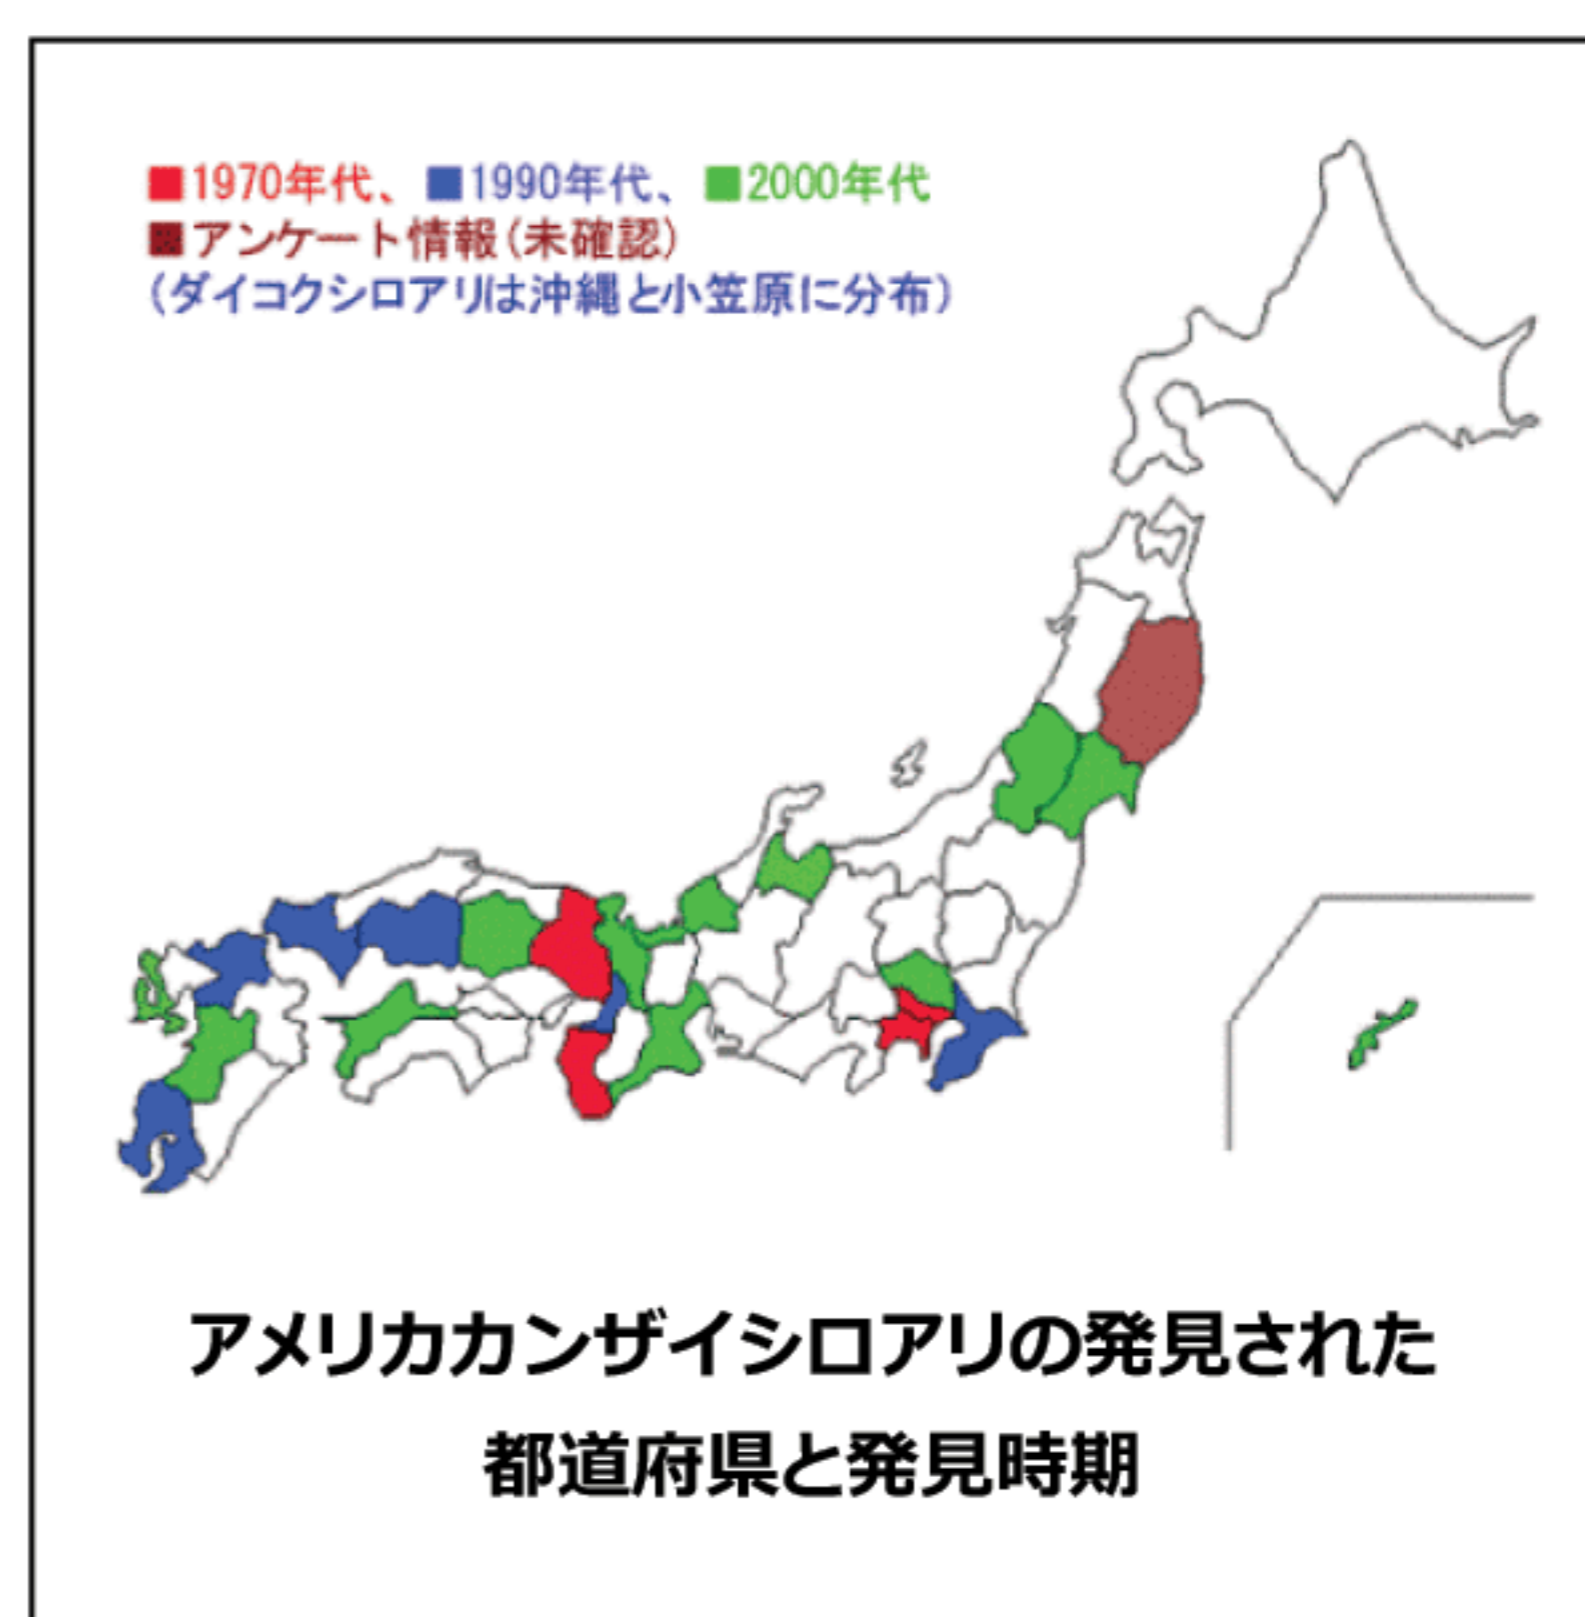 ■1970年代、■1990年代、■2000年代
■アンケート情報(未確認)
(ダイコクシロアリは沖縄と小笠原に分布)
アメリカカンザイシロアリの発見された
都道府県と発見時期